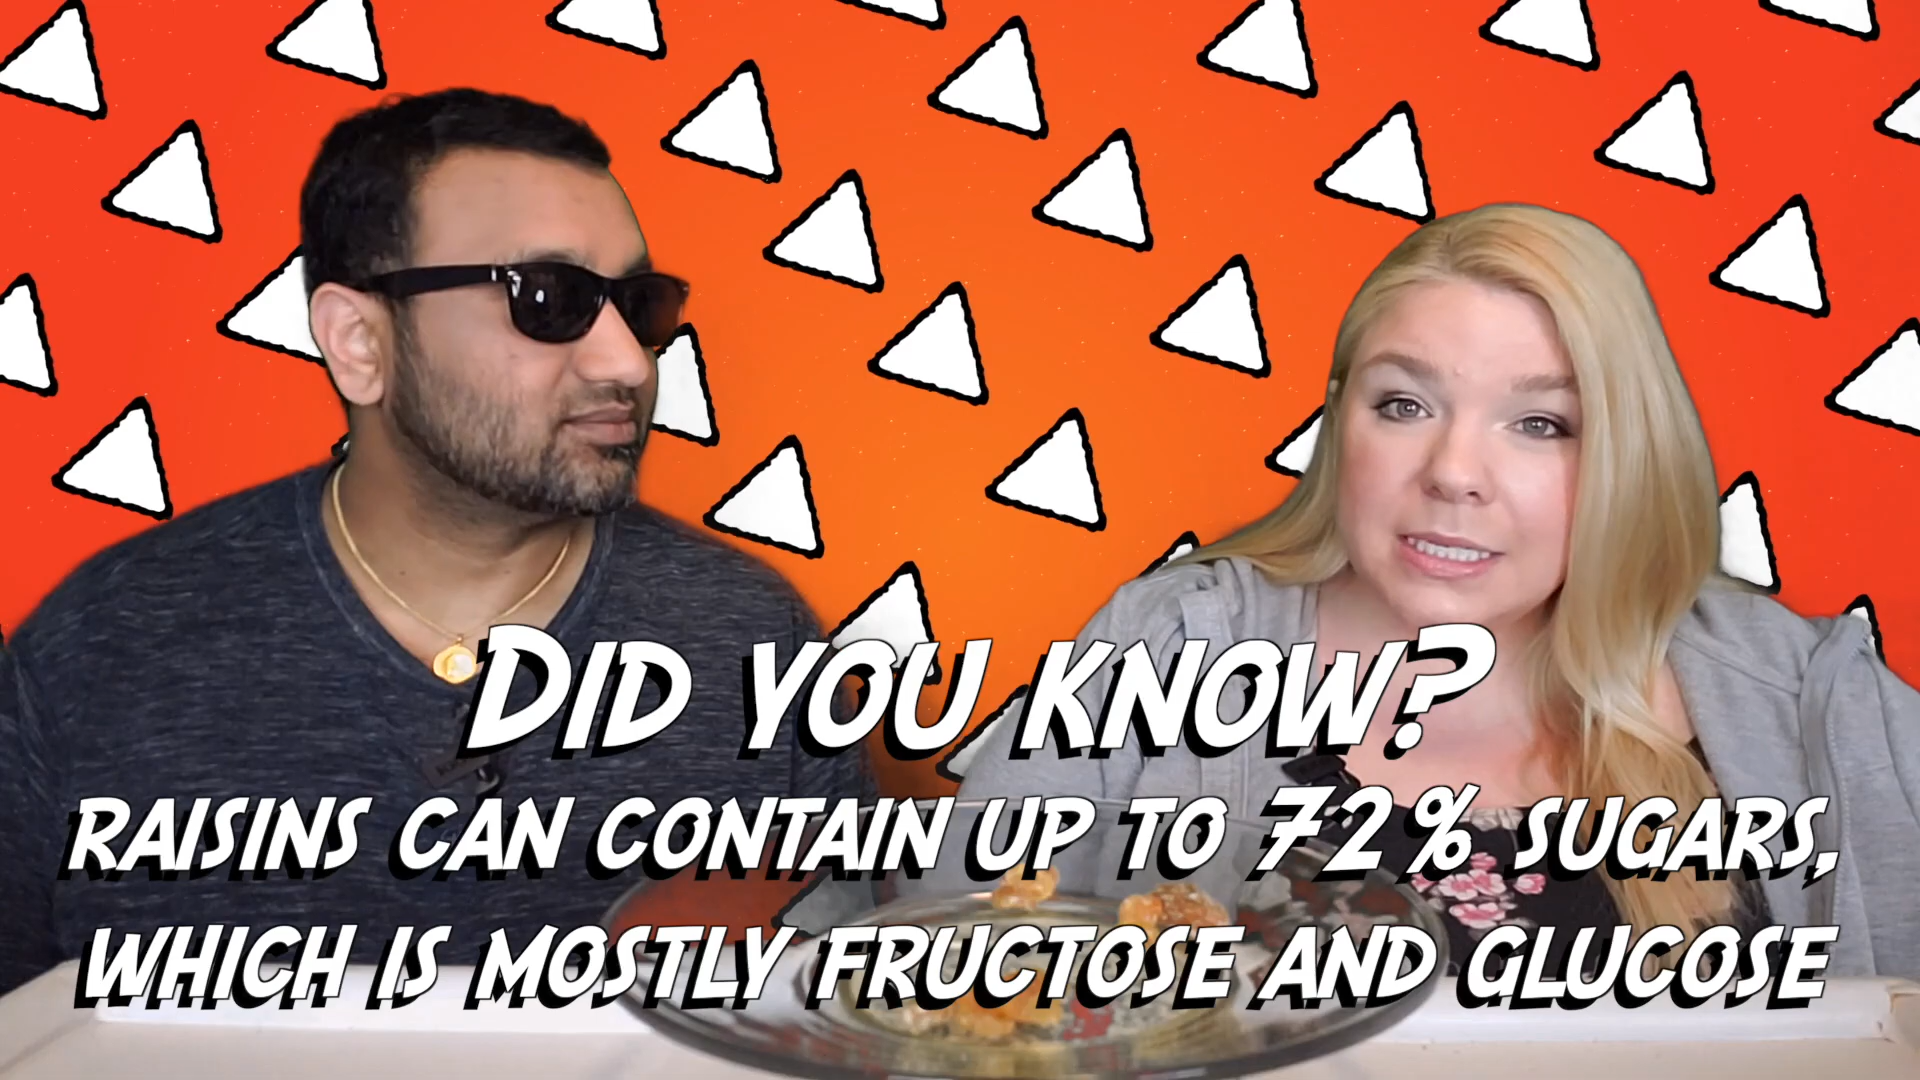 DID YOU KNOW?
RAISINS CAN CONTAIN UP TO 72% SUGARS,
WHICH IS MOSTLY FRUCTOSE AND GLUCOSE